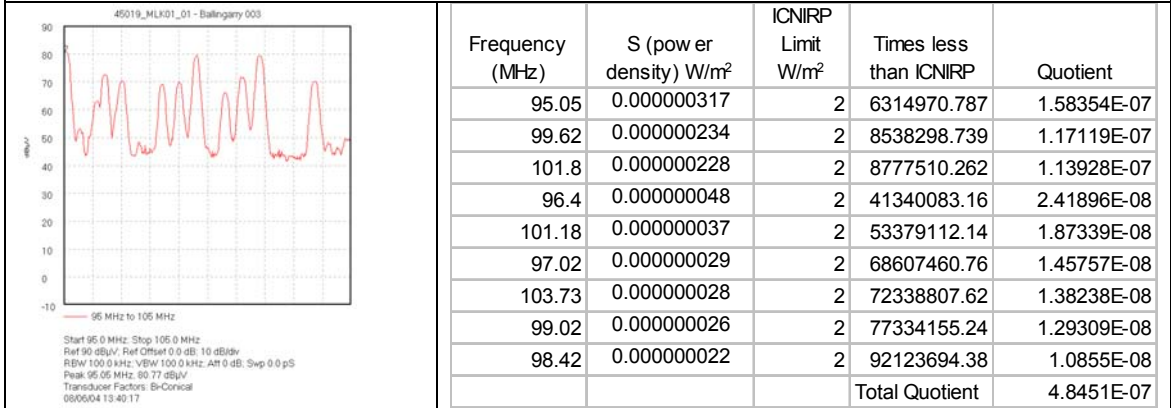 45019_MLK01_01 - Ballingarry 003
90
80
70
60
50
40
30
20
10
0
-10
dBµV
95 MHz to 105 MHz
Start 95.0 MHz; Stop 105.0 MHz
Ref 90 dBµV; Ref Offset 0.0 dB; 10 dB/div
RBW 100.0 kHz; VBW 100.0 kHz; Att 0 dB; Swp 0.0 pS
Peak 95.05 MHz, 80.77 dBµV
Transducer Factors: Bi-Conical
08/06/04 13:40:17
Frequency (MHz) S (pow er density) W/m² ICNIRP Limit W/m² Times less than ICNIRP Quotient
95.05 0.000000317 2 6314970.787 1.58354E-07
99.62 0.000000234 2 8538298.739 1.17119E-07
101.8 0.000000228 2 8777510.262 1.13928E-07
96.4 0.000000048 2 41340083.16 2.41896E-08
101.18 0.000000037 2 53379112.14 1.87339E-08
97.02 0.000000029 2 68607460.76 1.45757E-08
103.73 0.000000028 2 72338807.62 1.38238E-08
99.02 0.000000026 2 77334155.24 1.29309E-08
98.42 0.000000022 2 92123694.38 1.0855E-08
Total Quotient 4.8451E-07